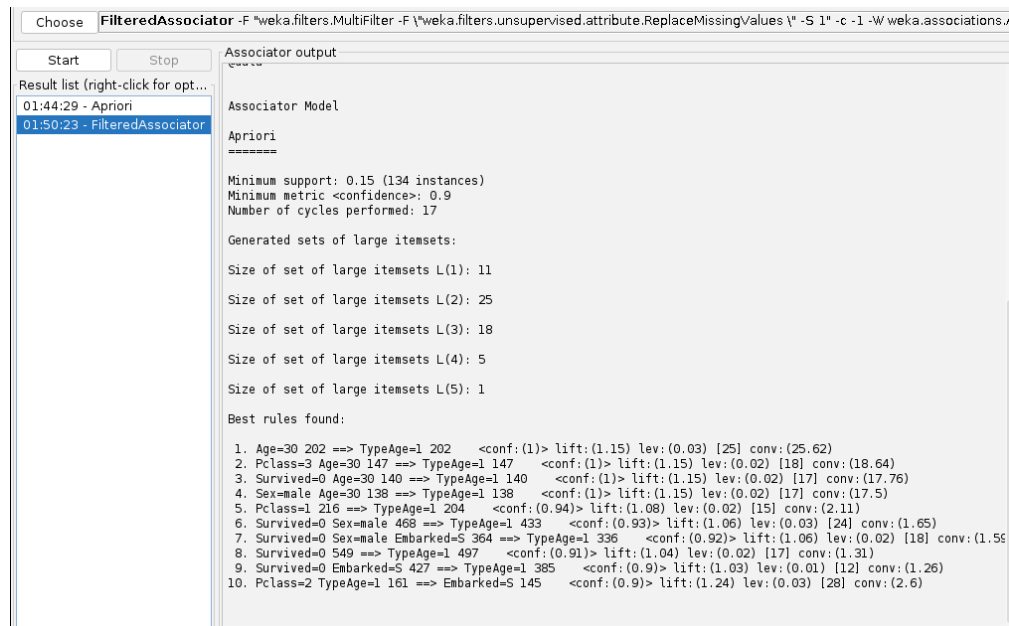 Choose FilteredAssociator -F "weka.filters.MultiFilter -F \"weka.filters.unsupervised.attribute.ReplaceMissingValues \" -S 1" -c -1 -W weka.associations.
Start Stop
Result list (right-click for opt...
01:44:29 - Apriori
01:50:23 - FilteredAssociator
Associator output
@data
Associator Model
Apriori
=======
Minimum support: 0.15 (134 instances)
Minimum metric <confidence>: 0.9
Number of cycles performed: 17
Generated sets of large itemsets:
Size of set of large itemsets L(1): 11
Size of set of large itemsets L(2): 25
Size of set of large itemsets L(3): 18
Size of set of large itemsets L(4): 5
Size of set of large itemsets L(5): 1
Best rules found:
1. Age=30 202 ==> TypeAge=1 202 <conf:(1)> lift:(1.15) lev:(0.03) [25] conv:(25.62)
2. Pclass=3 Age=30 147 ==> TypeAge=1 147 <conf:(1)> lift:(1.15) lev:(0.02) [18] conv:(18.64)
3. Survived=0 Age=30 140 ==> TypeAge=1 140 <conf:(1)> lift:(1.15) lev:(0.02) [17] conv:(17.76)
4. Sex=male Age=30 138 ==> TypeAge=1 138 <conf:(1)> lift:(1.15) lev:(0.02) [17] conv:(17.5)
5. Pclass=1 216 ==> TypeAge=1 204 <conf:(0.94)> lift:(1.08) lev:(0.02) [15] conv:(2.11)
6. Survived=0 Sex=male 468 ==> TypeAge=1 433 <conf:(0.93)> lift:(1.06) lev:(0.03) [24] conv:(1.65)
7. Survived=0 Sex=male Embarked=S 364 ==> TypeAge=1 336 <conf:(0.92)> lift:(1.06) lev:(0.02) [18] conv:(1.59
8. Survived=0 549 ==> TypeAge=1 497 <conf:(0.91)> lift:(1.04) lev:(0.02) [17] conv:(1.31)
9. Survived=0 Embarked=S 427 ==> TypeAge=1 385 <conf:(0.9)> lift:(1.03) lev:(0.01) [12] conv:(1.26)
10. Pclass=2 TypeAge=1 161 ==> Embarked=S 145 <conf:(0.9)> lift:(1.24) lev:(0.03) [28] conv:(2.6)